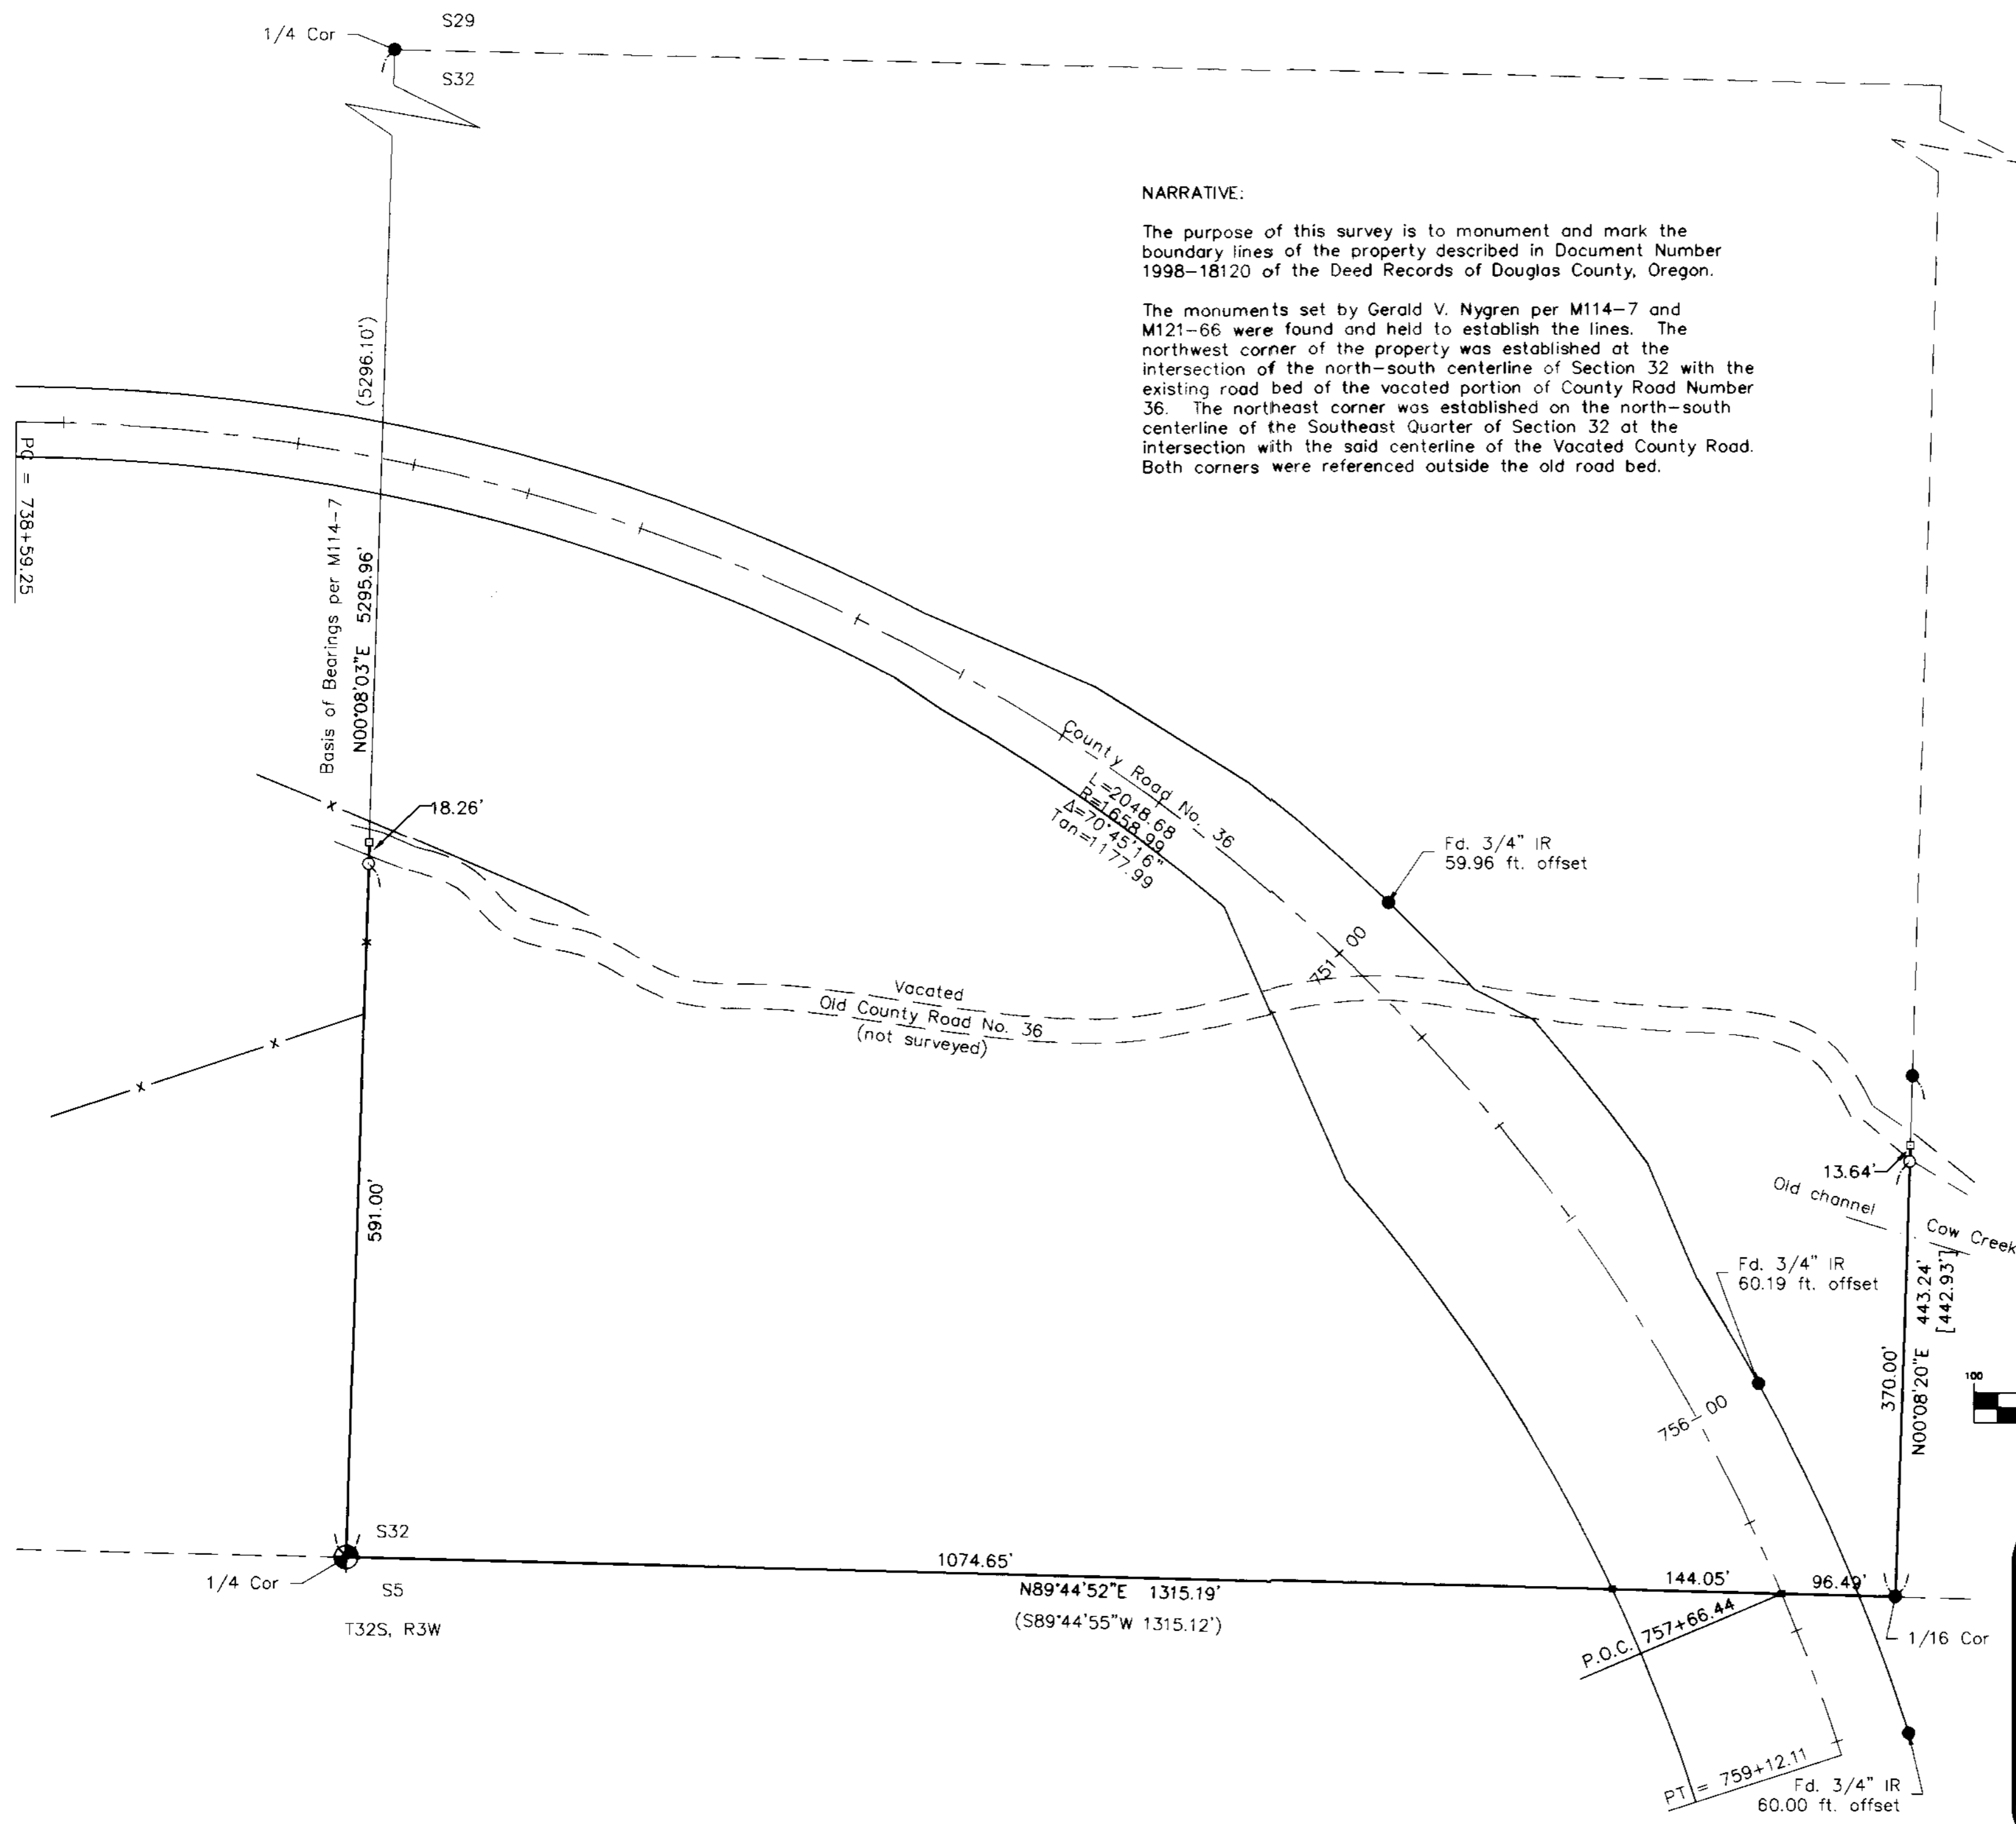 S29
1/4 Cor
S32
NARRATIVE:
The purpose of this survey is to monument and mark the
boundary lines of the property described in Document Number
1998-18120 of the Deed Records of Douglas County, Oregon.
The monuments set by Gerald V. Nygren per M114-7 and
M121-66 were found and held to establish the lines. The
northwest corner of the property was established at the
intersection of the north-south centerline of Section 32 with the
existing road bed of the vacated portion of County Road Number
36. The northeast corner was established on the north-south
centerline of the Southeast Quarter of Section 32 at the
intersection with the said centerline of the Vacated County Road.
Both corners were referenced outside the old road bed.
(5296.10')
PC = 738+59.25
Basis of Bearings per M114-7
N00°08'03"E 5295.96'
County Road No. 36
L=2048.68
R=1658.99
Δ=70°45'16"
Tan=1177.99
18.26'
Fd. 3/4" IR
59.96 ft. offset
751 00
Vacated
Old County Road No. 36
(not surveyed)
13.64'
Old channel
Cow Creek
591.00'
Fd. 3/4" IR
60.19 ft. offset
443.24'
[442.93']
370.00'
N00°08'20"E
100
756 00
S32
1/4 Cor
S5
T32S, R3W
1074.65'
N89°44'52"E 1315.19'
(S89°44'55"W 1315.12')
144.05'
96.49'
P.O.C. 757+66.44
1/16 Cor
PT = 759+12.11
Fd. 3/4" IR
60.00 ft. offset